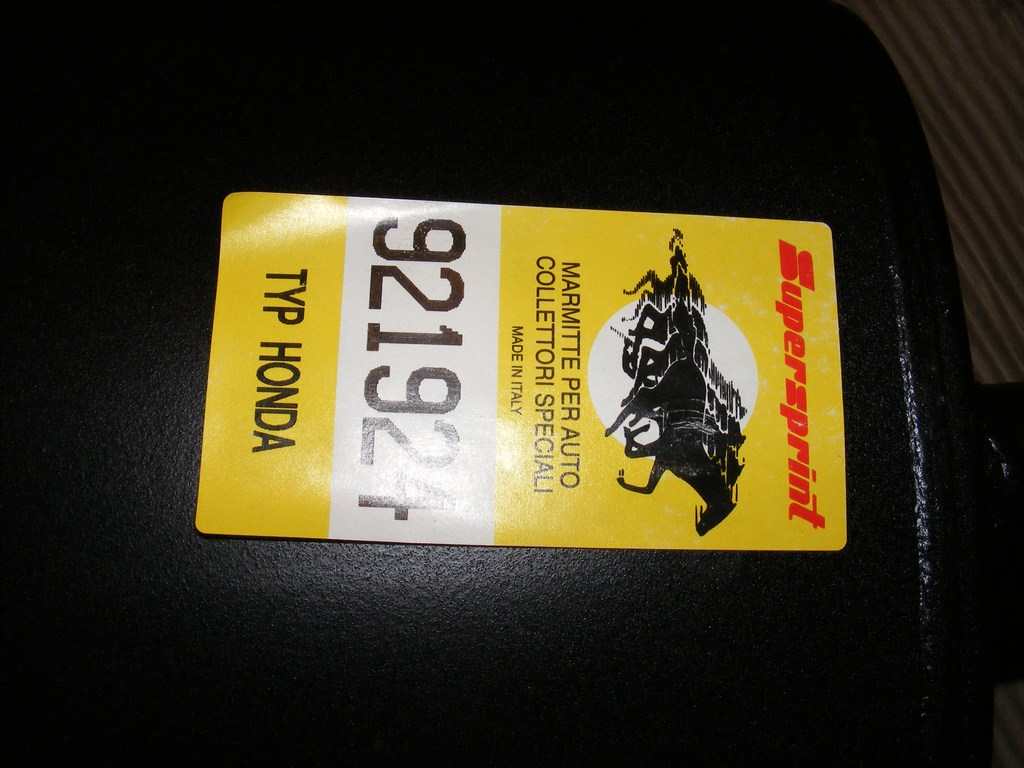 Supersprint
MARMITTE PER AUTO
COLLETTORI SPECIALI
MADE IN ITALY
921924
TYP HONDA